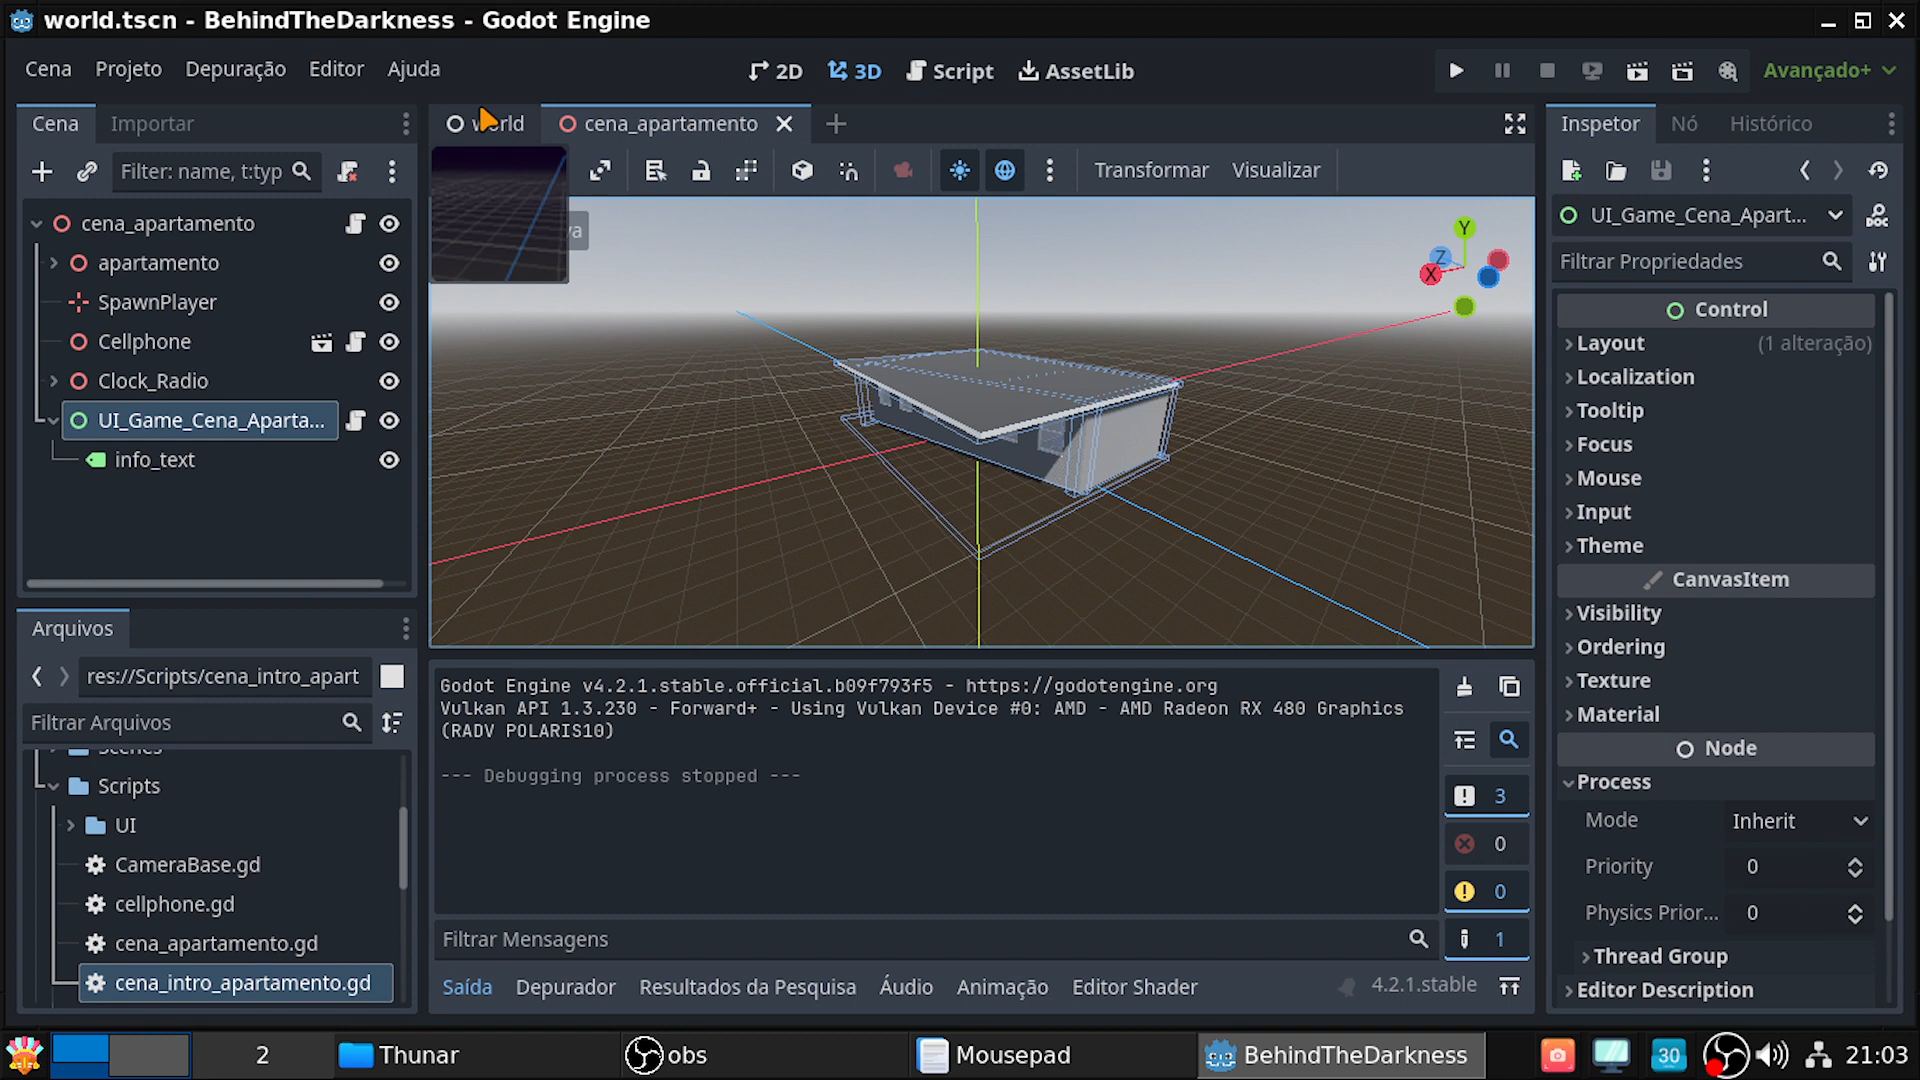 world.tscn - BehindTheDarkness - Godot Engine
Cena Projeto Depuração Editor Ajuda
2D 3D Script AssetLib
Avançado+
Cena Importar
world cena_apartamento
Inspetor Nó Histórico
Filter: name, t:typ
Transformar Visualizar
cena_apartamento
apartamento
SpawnPlayer
Cellphone
Clock_Radio
UI_Game_Cena_Aparta...
info_text
va
Y
Z
X
UI_Game_Cena_Apart...
Filtrar Propriedades
Control
Layout (1 alteração)
Localization
Tooltip
Focus
Mouse
Input
Theme
CanvasItem
Visibility
Ordering
Texture
Material
Node
Process
Mode Inherit
Priority 0
Physics Prior... 0
Thread Group
Editor Description
Arquivos
res://Scripts/cena_intro_apart
Filtrar Arquivos
Scenes
Scripts
UI
CameraBase.gd
cellphone.gd
cena_apartamento.gd
cena_intro_apartamento.gd
Godot Engine v4.2.1.stable.official.b09f793f5 - https://godotengine.org
Vulkan API 1.3.230 - Forward+ - Using Vulkan Device #0: AMD - AMD Radeon RX 480 Graphics
(RADV POLARIS10)
--- Debugging process stopped ---
3
0
0
1
Filtrar Mensagens
Saída Depurador Resultados da Pesquisa Áudio Animação Editor Shader
4.2.1.stable
2 Thunar obs Mousepad BehindTheDarkness 30 21:03